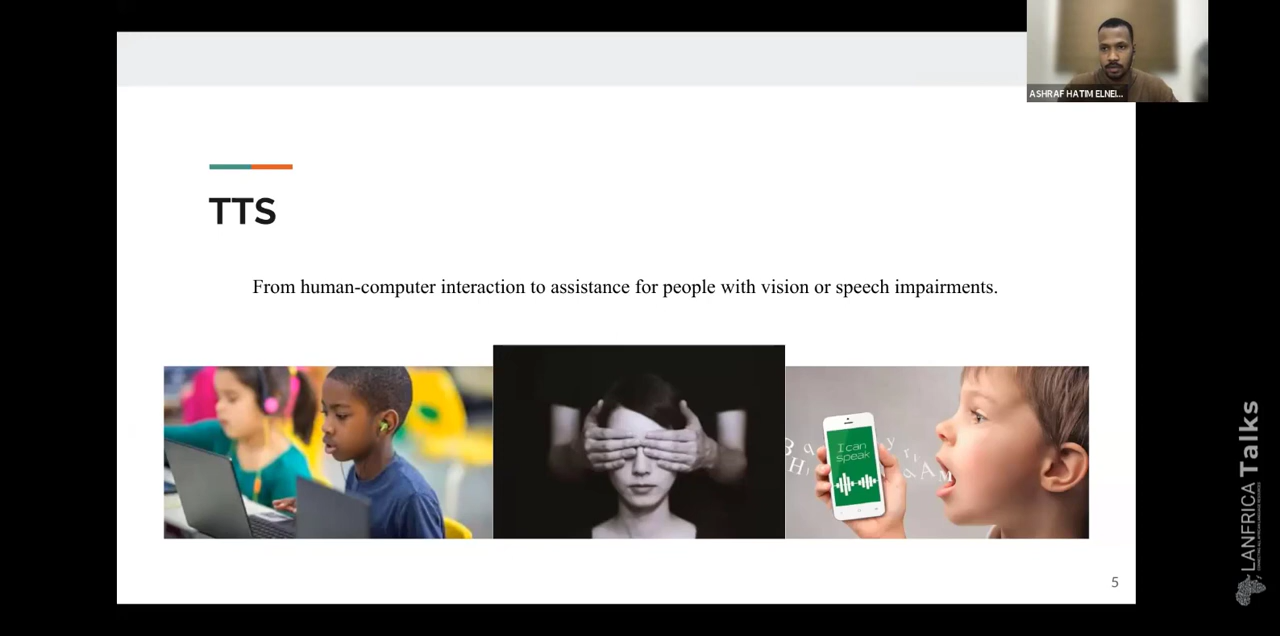 ASHRAF HATIM ELNEI...
TTS
From human-computer interaction to assistance for people with vision or speech impairments.
I can
speak
5
LANFRICA Talks